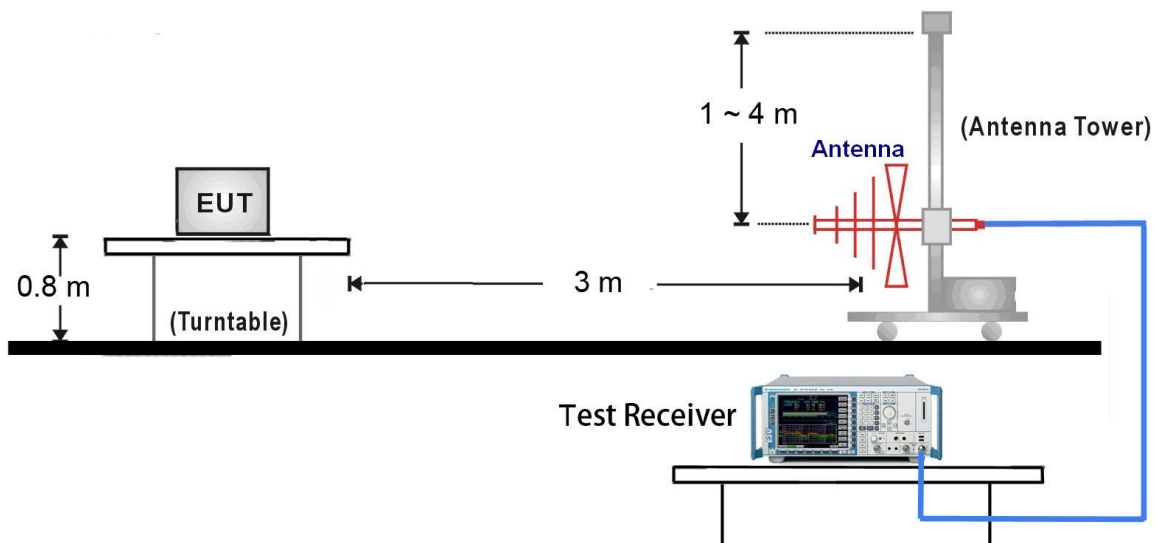 1 ~ 4 m
(Antenna Tower)
Antenna
EUT
0.8 m
3 m
(Turntable)
Test Receiver